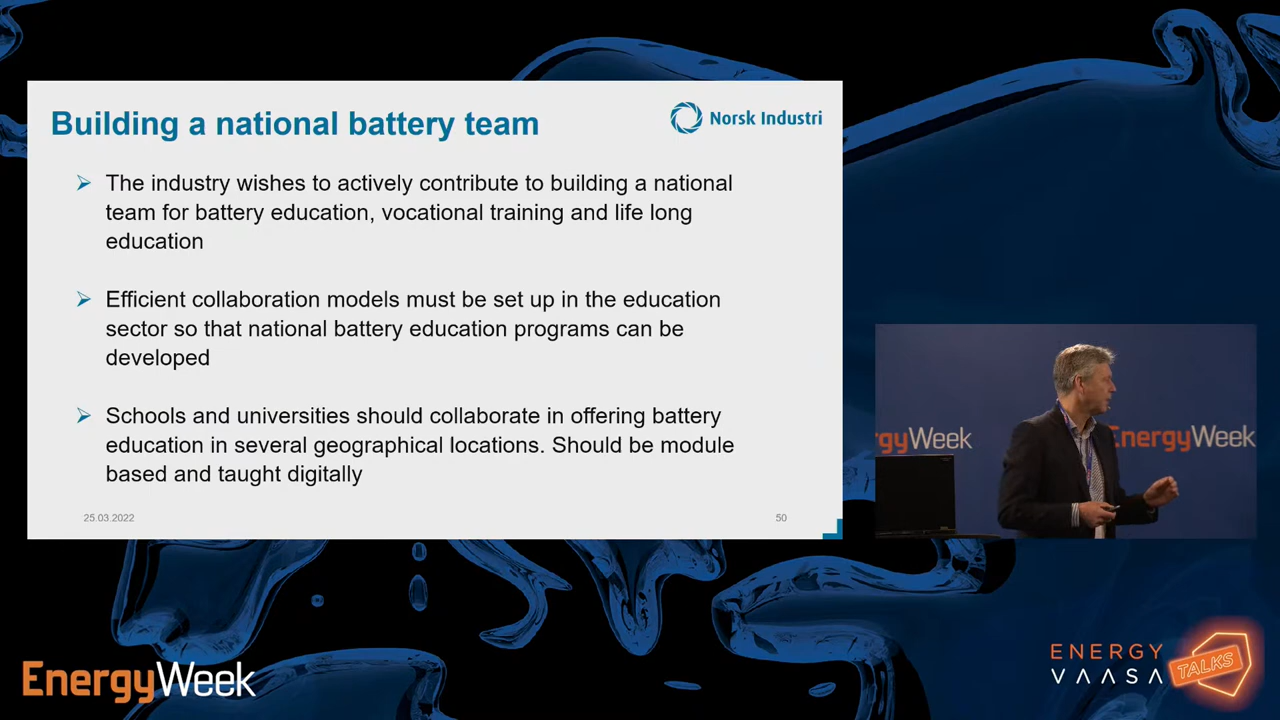 Building a national battery team
Norsk Industri
The industry wishes to actively contribute to building a national
team for battery education, vocational training and life long
education
Efficient collaboration models must be set up in the education
sector so that national battery education programs can be
developed
Schools and universities should collaborate in offering battery
education in several geographical locations. Should be module
based and taught digitally
25.03.2022
50
rgyWeek
EnergyWeek
EnergyWeek
ENERGY
VAASA
TALKS